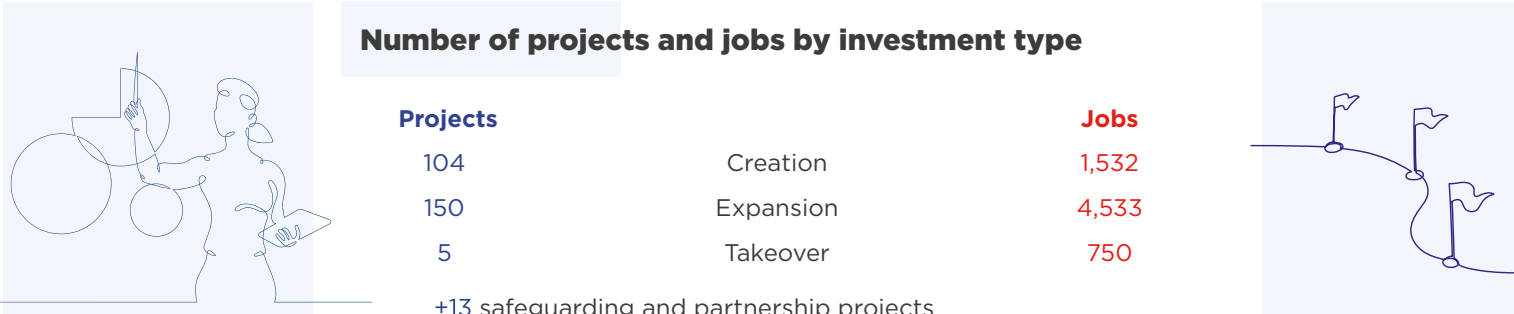 Number of projects and jobs by investment type
Projects Jobs
104 Creation 1,532
150 Expansion 4,533
5 Takeover 750
+13 safeguarding and partnership projects